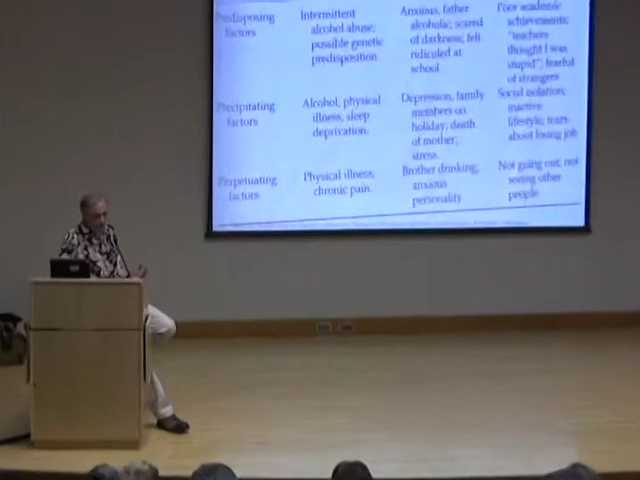 Predisposing
factors
Intermittent
alcohol abuse;
possible genetic
predisposition
Anxious, father
alcoholic; scared
of darkness; felt
ridiculed at
school
Poor academic
achievements;
"teachers
thought I was
stupid"; fearful
of strangers
Precipitating
factors
Alcohol, physical
illness, sleep
deprivation.
Depression, family
members on
holiday; death
of mother;
stress.
Social isolation;
inactive
lifestyle; fears
about losing job
Perpetuating
factors
Physical illness;
chronic pain.
Brother drinking;
anxious
personality
Not going out; not
seeing other
people